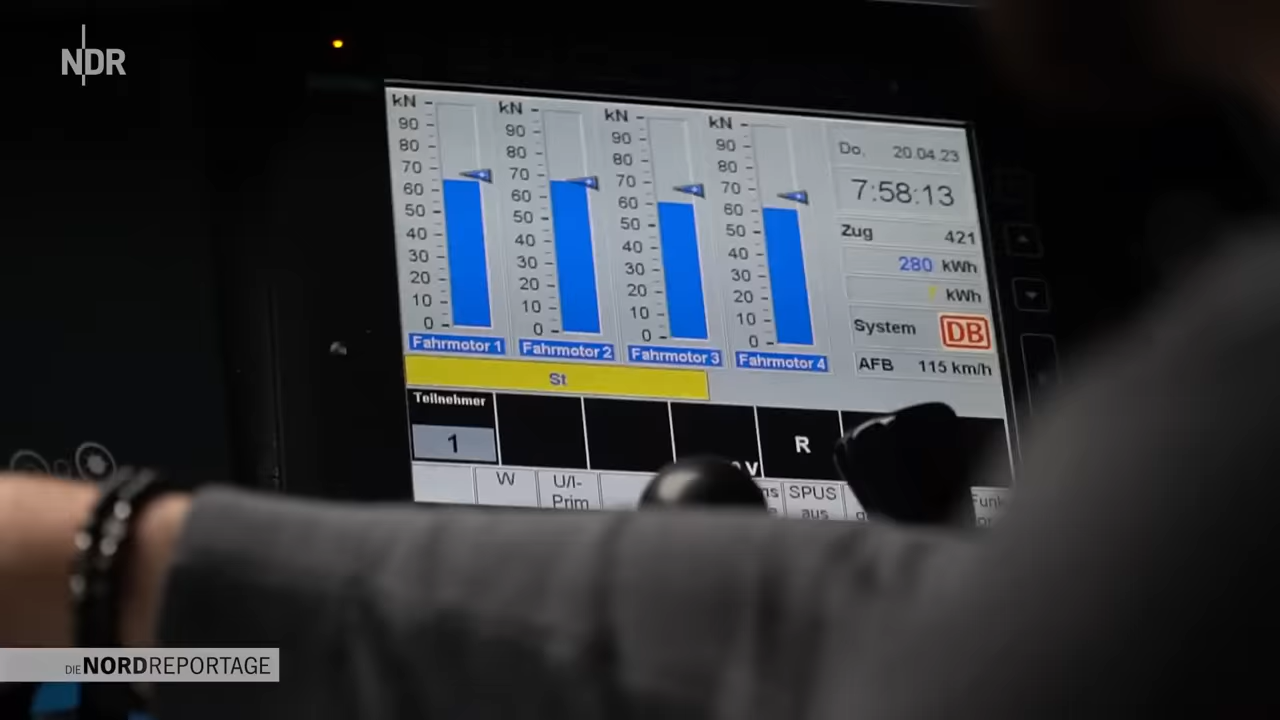 NDR
kN
90
80
70
60
50
40
30
20
10
0
Fahrmotor 1
kN
90
80
70
60
50
40
30
20
10
0
Fahrmotor 2
kN
90
80
70
60
50
40
30
20
10
0
Fahrmotor 3
kN
90
80
70
60
50
40
30
20
10
0
Fahrmotor 4
Do, 20.04.23
7:58:13
Zug 421
280 kWh
kWh
System DB
AFB 115 km/h
St
Teilnehmer
1
R
V
W
U/I-
Prim
SPUS
aus
Funk
DIE NORDREPORTAGE